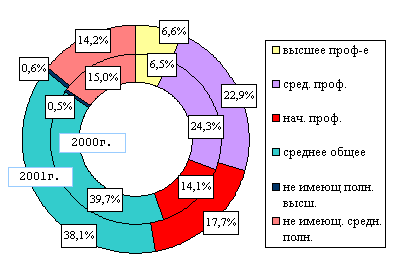 14,2%
6,6%
0,6%
15,0%
6,5%
22,9%
0,5%
24,3%
2000г.
2001г.
14,1%
39,7%
17,7%
38,1%
высшее проф-е
сред. проф.
нач. проф.
среднее общее
не имеющ полн.
высш.
не имеющ. средн.
полн.